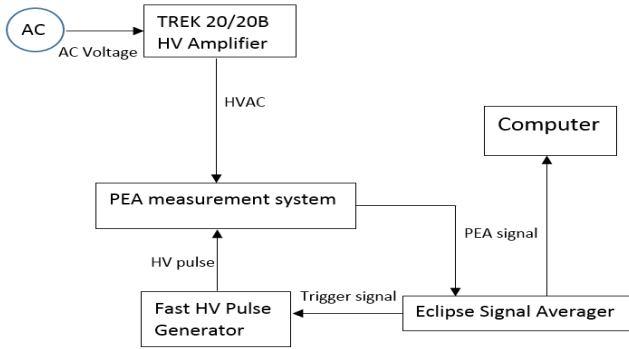 AC
AC Voltage
TREK 20/20B
HV Amplifier
HVAC
Computer
PEA measurement system
PEA signal
HV pulse
Trigger signal
Fast HV Pulse
Generator
Eclipse Signal Averager